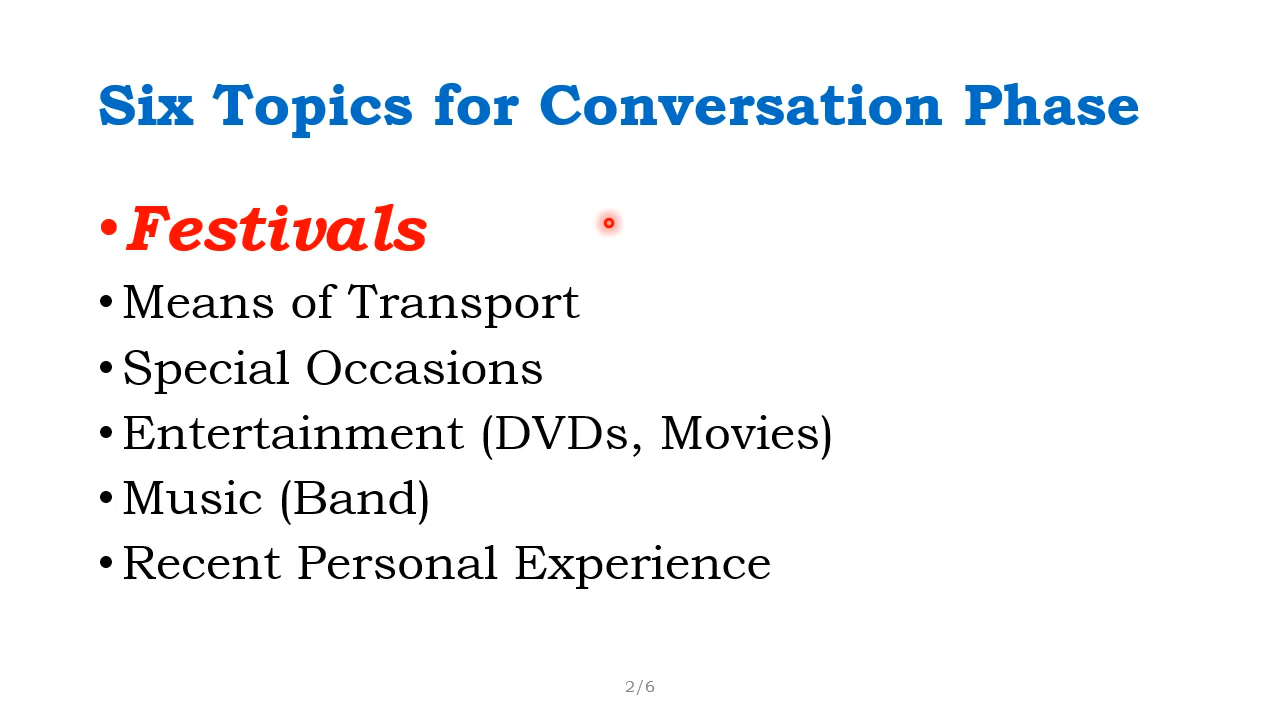 Six Topics for Conversation Phase
•Festivals
•Means of Transport
•Special Occasions
•Entertainment (DVDs, Movies)
•Music (Band)
•Recent Personal Experience
2/6